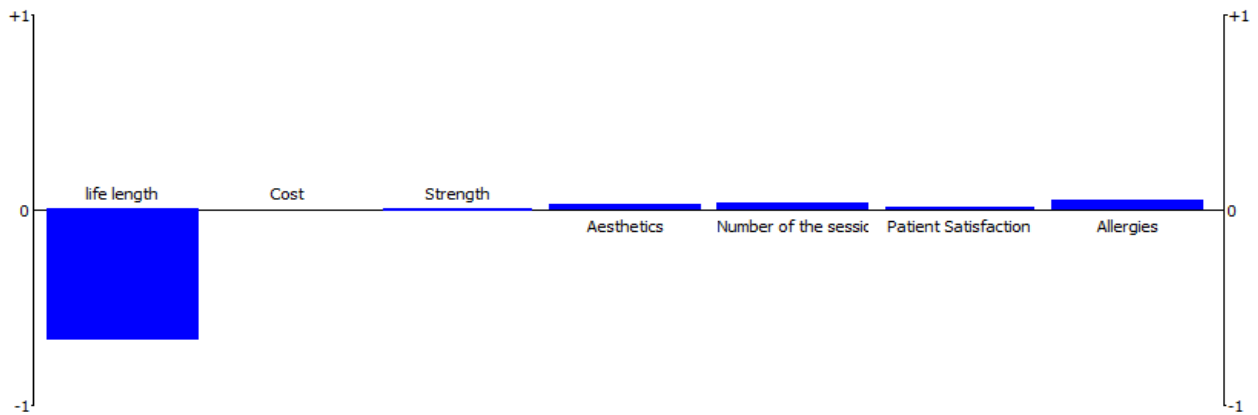 +1
+1
life length
Cost
Strength
0
0
Aesthetics
Number of the sessic
Patient Satisfaction
Allergies
-1
-1